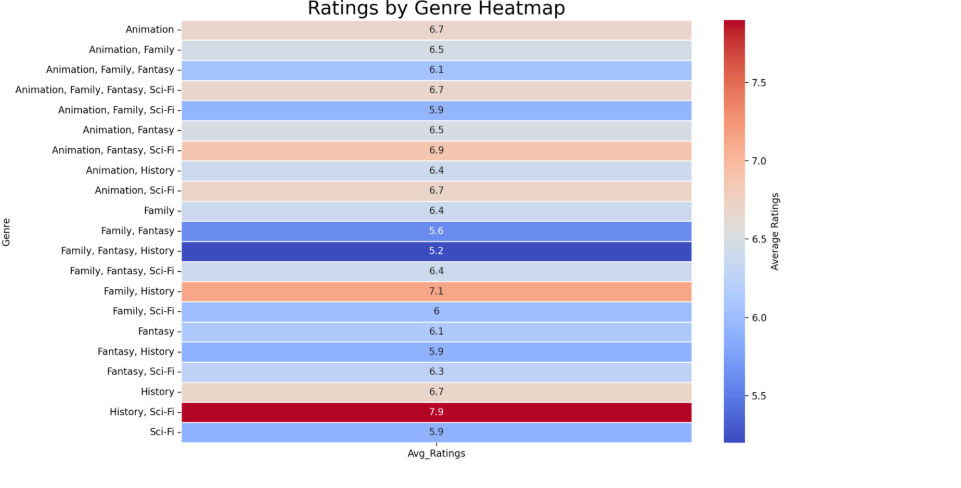 Ratings by Genre Heatmap
Genre
Animation 6.7
Animation, Family 6.5
Animation, Family, Fantasy 6.1
Animation, Family, Fantasy, Sci-Fi 6.7
Animation, Family, Sci-Fi 5.9
Animation, Fantasy 6.5
Animation, Fantasy, Sci-Fi 6.9
Animation, History 6.4
Animation, Sci-Fi 6.7
Family 6.4
Family, Fantasy 5.6
Family, Fantasy, History 5.2
Family, Fantasy, Sci-Fi 6.4
Family, History 7.1
Family, Sci-Fi 6
Fantasy 6.1
Fantasy, History 5.9
Fantasy, Sci-Fi 6.3
History 6.7
History, Sci-Fi 7.9
Sci-Fi 5.9
Avg_Ratings
7.5
7.0
6.5
6.0
5.5
Average Ratings